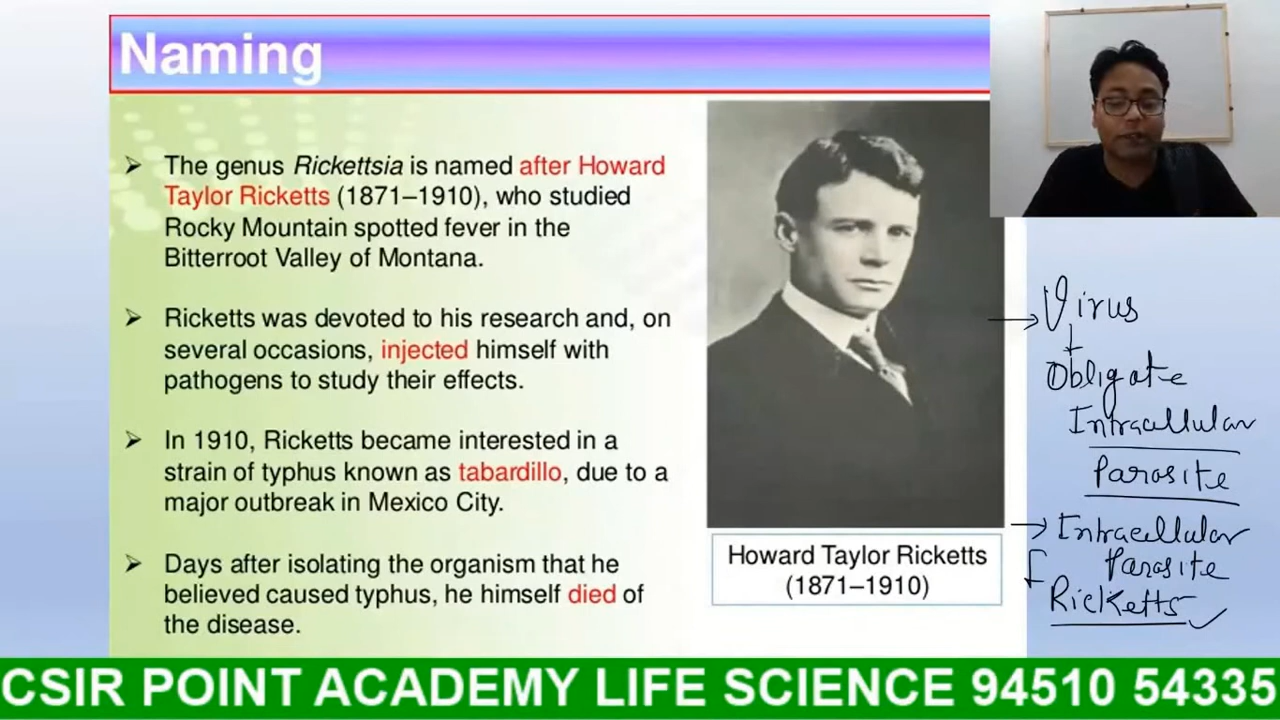 Naming
➢ The genus Rickettsia is named after Howard
Taylor Ricketts (1871–1910), who studied
Rocky Mountain spotted fever in the
Bitterroot Valley of Montana.
➢ Ricketts was devoted to his research and, on
several occasions, injected himself with
pathogens to study their effects.
➢ In 1910, Ricketts became interested in a
strain of typhus known as tabardillo, due to a
major outbreak in Mexico City.
➢ Days after isolating the organism that he
believed caused typhus, he himself died of
the disease.
Howard Taylor Ricketts
(1871–1910)
→ Virus
Obligate
Intracellular
Parasite
→ Intracellular
Parasite
Ricketts ✓
CSIR POINT ACADEMY LIFE SCIENCE 94510 54335